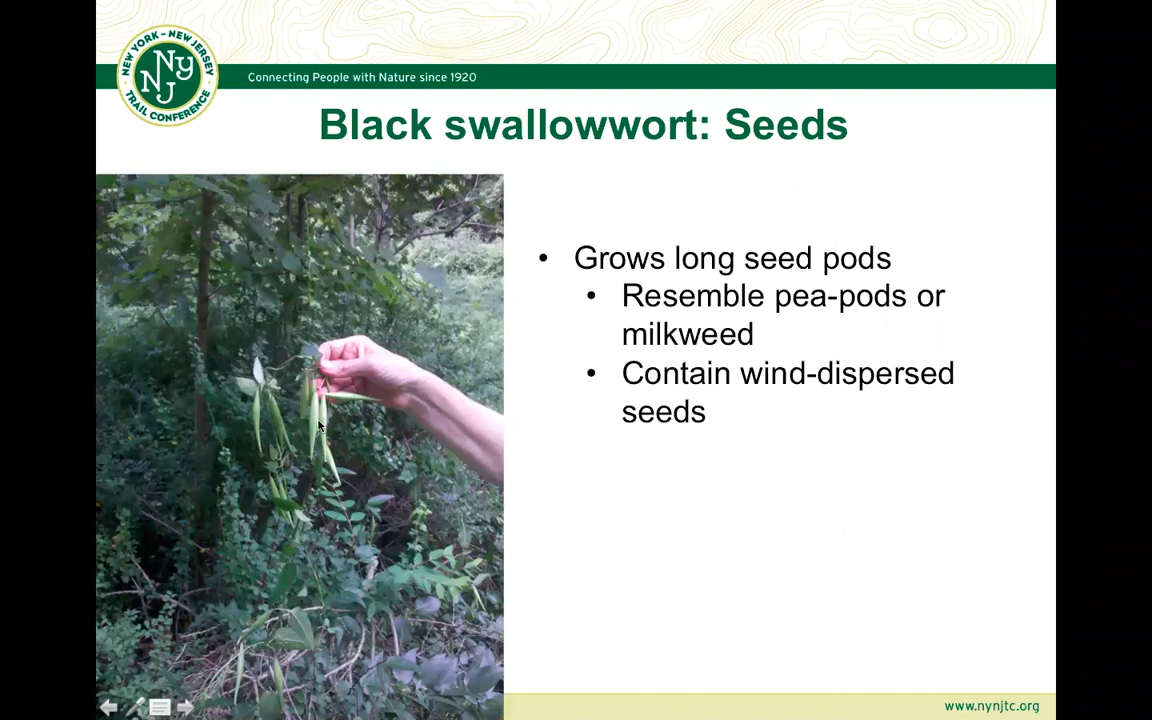 NEW YORK - NEW JERSEY
NY
NJ
TRAIL CONFERENCE
Connecting People with Nature since 1920
Black swallowwort: Seeds
• Grows long seed pods
• Resemble pea-pods or
milkweed
• Contain wind-dispersed
seeds
www.nynjtc.org